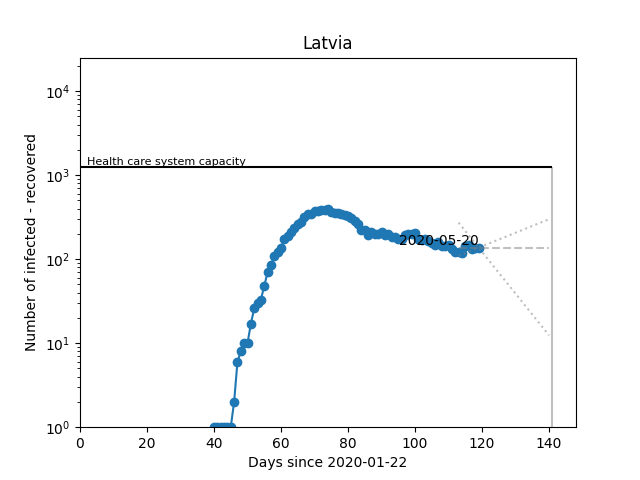 Latvia
Number of infected - recovered
10^4
10^3
10^2
10^1
10^0
Health care system capacity
2020-05-20
0 20 40 60 80 100 120 140
Days since 2020-01-22